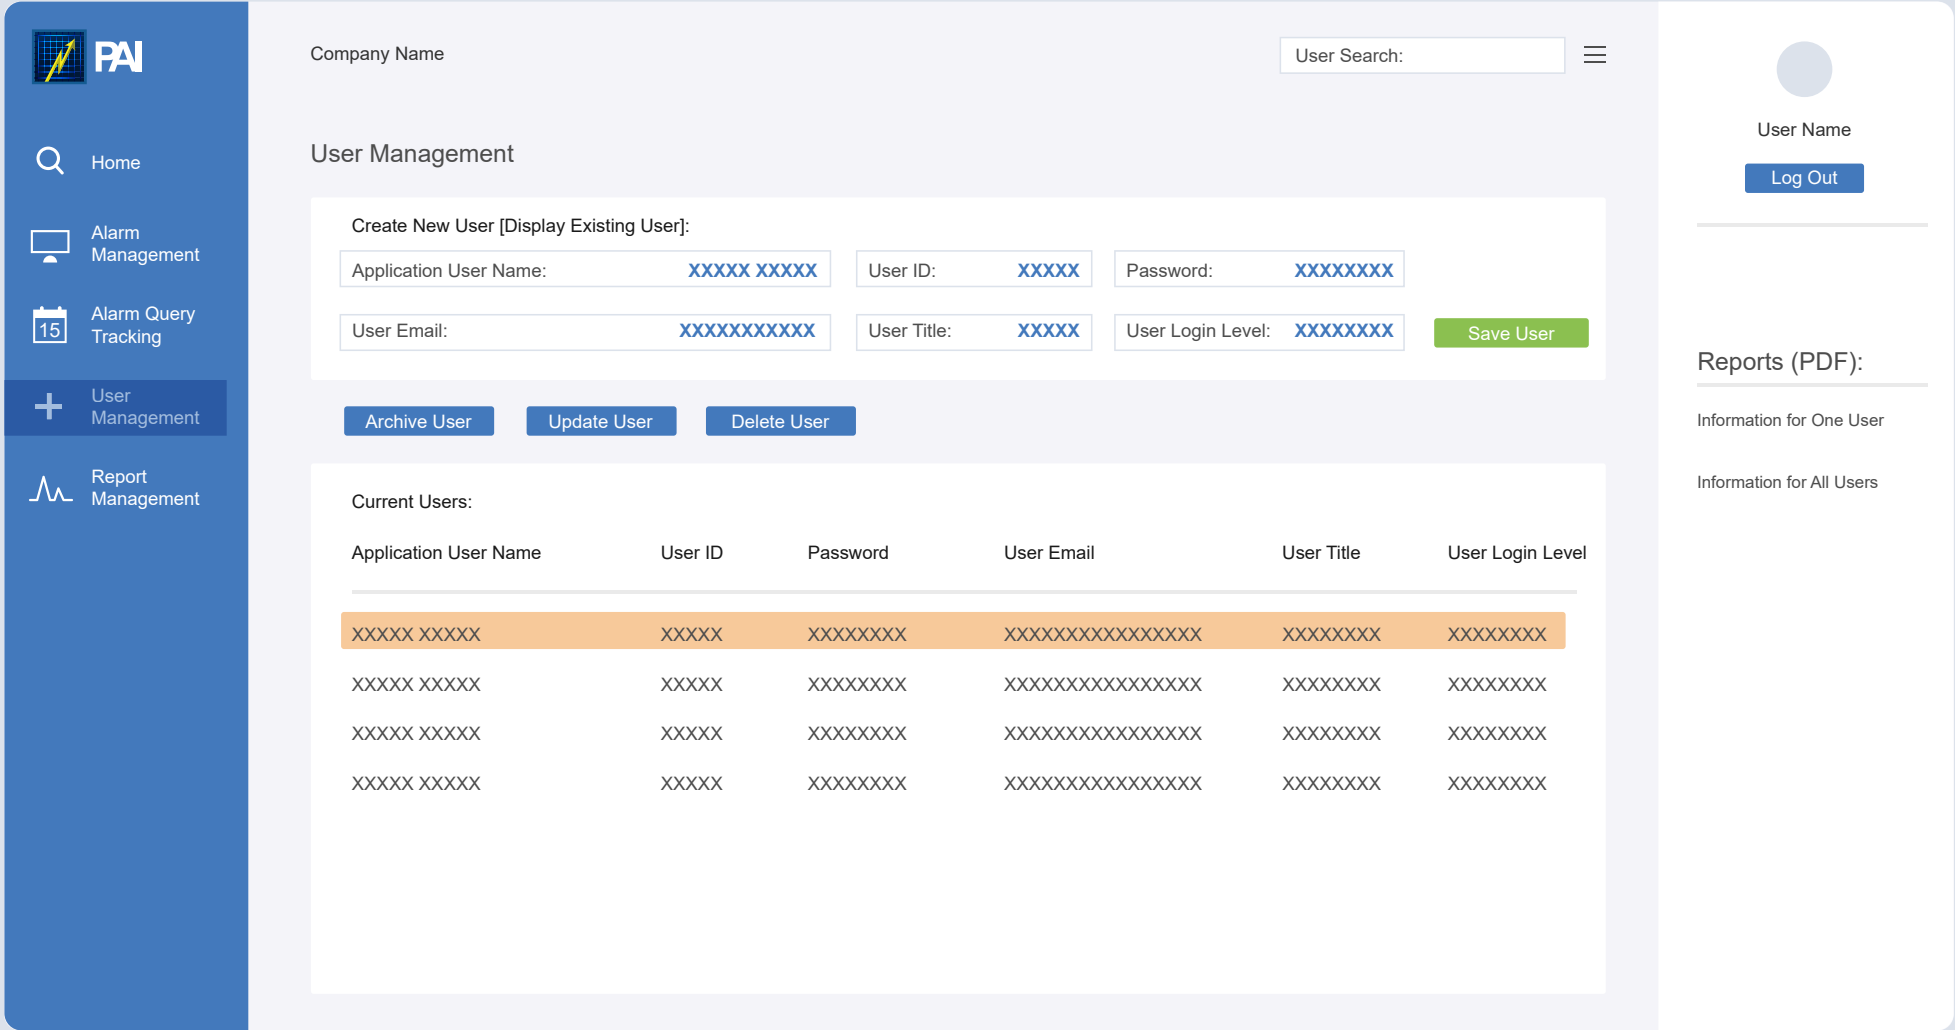 PAI
Home
Alarm
Management
Alarm Query
Tracking
15
User
Management
Report
Management
Company Name
User Search:
User Management
Create New User [Display Existing User]:
Application User Name: XXXXX XXXXX
User ID: XXXXX
Password: XXXXXXXX
User Email: XXXXXXXXXXX
User Title: XXXXX
User Login Level: XXXXXXXX
Save User
Archive User
Update User
Delete User
Current Users:
Application User Name User ID Password User Email User Title User Login Level
XXXXX XXXXX XXXXX XXXXXXXX XXXXXXXXXXXXXXXX XXXXXXXX XXXXXXXX
XXXXX XXXXX XXXXX XXXXXXXX XXXXXXXXXXXXXXXX XXXXXXXX XXXXXXXX
XXXXX XXXXX XXXXX XXXXXXXX XXXXXXXXXXXXXXXX XXXXXXXX XXXXXXXX
XXXXX XXXXX XXXXX XXXXXXXX XXXXXXXXXXXXXXXX XXXXXXXX XXXXXXXX
User Name
Log Out
Reports (PDF):
Information for One User
Information for All Users